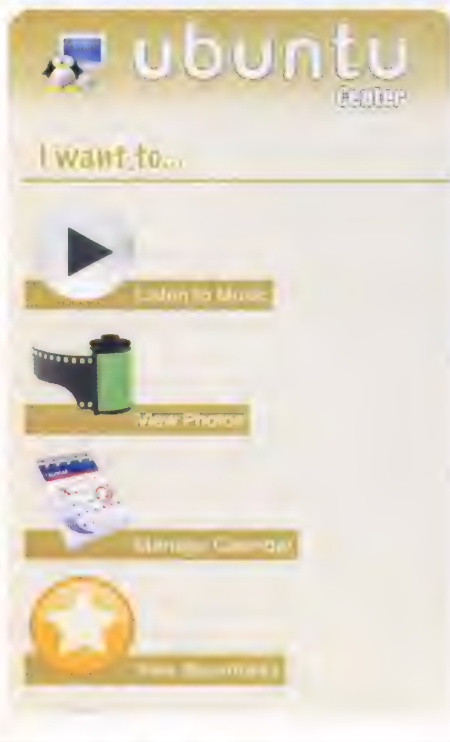 ubuntu
Center
I want to...
Listen to Music
View Photos
Manage Calendar
View Bookmarks